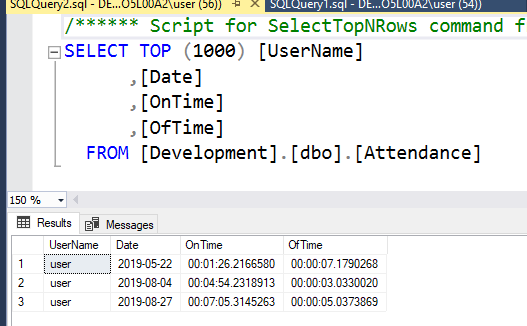 SQLQuery2.sql - DE...O5L00A2\user (56)) SQLQuery1.sql - DE...O5L00A2\user (54))
/****** Script for SelectTopNRows command f
SELECT TOP (1000) [UserName]
,[Date]
,[OnTime]
,[OfTime]
FROM [Development].[dbo].[Attendance]
150 %
Results Messages
UserName Date OnTime OfTime
1 user 2019-05-22 00:01:26.2166580 00:00:07.1790268
2 user 2019-08-04 00:04:54.2318913 00:00:03.0330020
3 user 2019-08-27 00:07:05.3145263 00:00:05.0373869